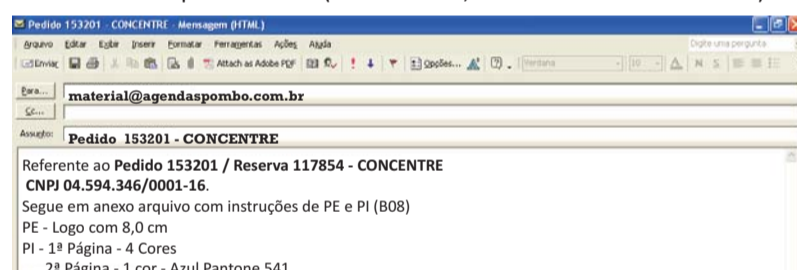 Pedido 153201 - CONCENTRE - Mensagem (HTML)
Arquivo Editar Exibir Inserir Formatar Ferramentas Ações Ajuda Digite uma pergunta
Enviar Attach as Adobe PDF Opções... Verdana 10 A N S
Para... material@agendaspombo.com.br
Cc...
Assunto: Pedido 153201 - CONCENTRE
Referente ao Pedido 153201 / Reserva 117854 - CONCENTRE
CNPJ 04.594.346/0001-16.
Segue em anexo arquivo com instruções de PE e PI (B08)
PE - Logo com 8,0 cm
PI - 1ª Página - 4 Cores
2ª Página - 1 cor - Azul Pantone 541